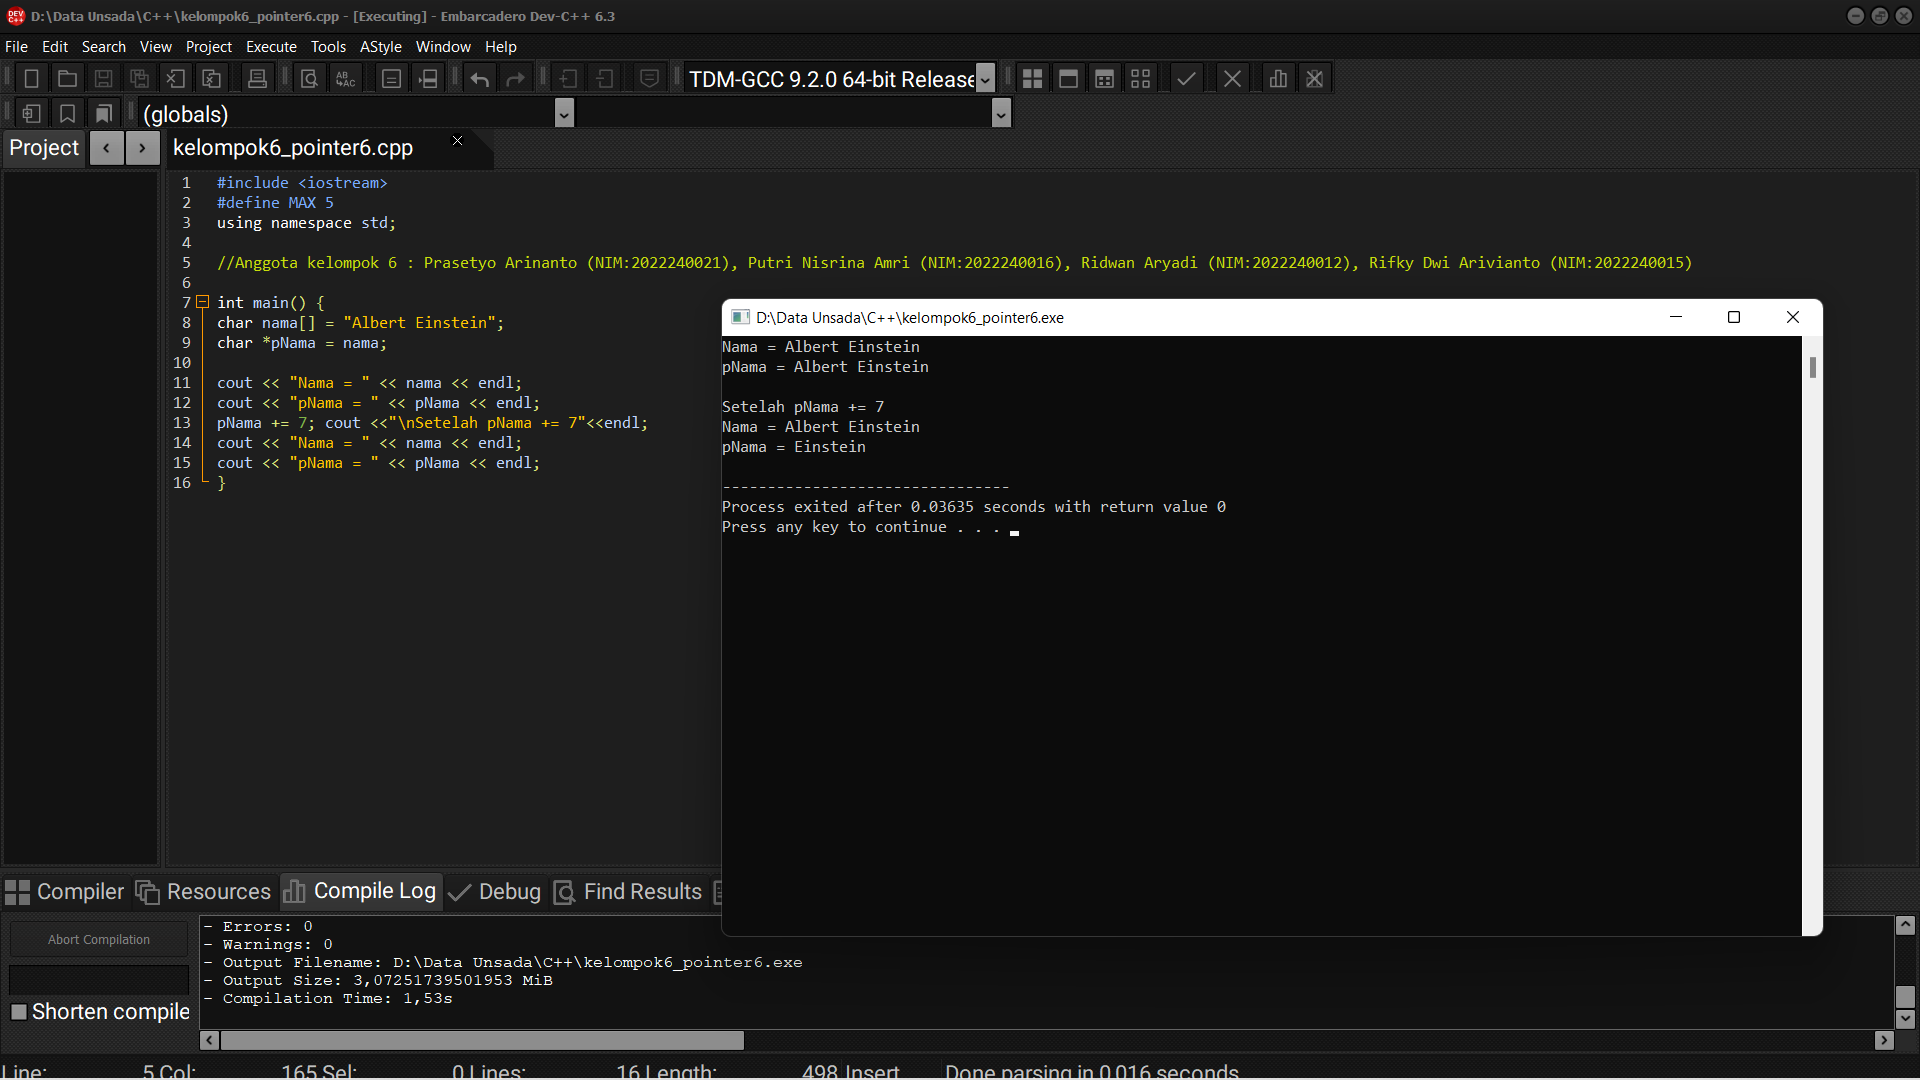 D:\Data Unsada\C++\kelompok6_pointer6.cpp - [Executing] - Embarcadero Dev-C++ 6.3
File Edit Search View Project Execute Tools AStyle Window Help
TDM-GCC 9.2.0 64-bit Release
(globals)
Project
kelompok6_pointer6.cpp
1 #include <iostream>
2 #define MAX 5
3 using namespace std;
4
5 //Anggota kelompok 6 : Prasetyo Arinanto (NIM:2022240021), Putri Nisrina Amri (NIM:2022240016), Ridwan Aryadi (NIM:2022240012), Rifky Dwi Arivianto (NIM:2022240015)
6
7 int main() {
8 char nama[] = "Albert Einstein";
9 char *pNama = nama;
10
11 cout << "Nama = " << nama << endl;
12 cout << "pNama = " << pNama << endl;
13 pNama += 7; cout <<"\nSetelah pNama += 7"<<endl;
14 cout << "Nama = " << nama << endl;
15 cout << "pNama = " << pNama << endl;
16 }
D:\Data Unsada\C++\kelompok6_pointer6.exe
Nama = Albert Einstein
pNama = Albert Einstein
Setelah pNama += 7
Nama = Albert Einstein
pNama = Einstein
--------------------------------
Process exited after 0.03635 seconds with return value 0
Press any key to continue . . .
Compiler Resources Compile Log Debug Find Results
Abort Compilation
Shorten compile
- Errors: 0
- Warnings: 0
- Output Filename: D:\Data Unsada\C++\kelompok6_pointer6.exe
- Output Size: 3,07251739501953 MiB
- Compilation Time: 1,53s
Line: 5 Col: 165 Sel: 0 Lines: 16 Length: 498 Insert Done parsing in 0.016 seconds